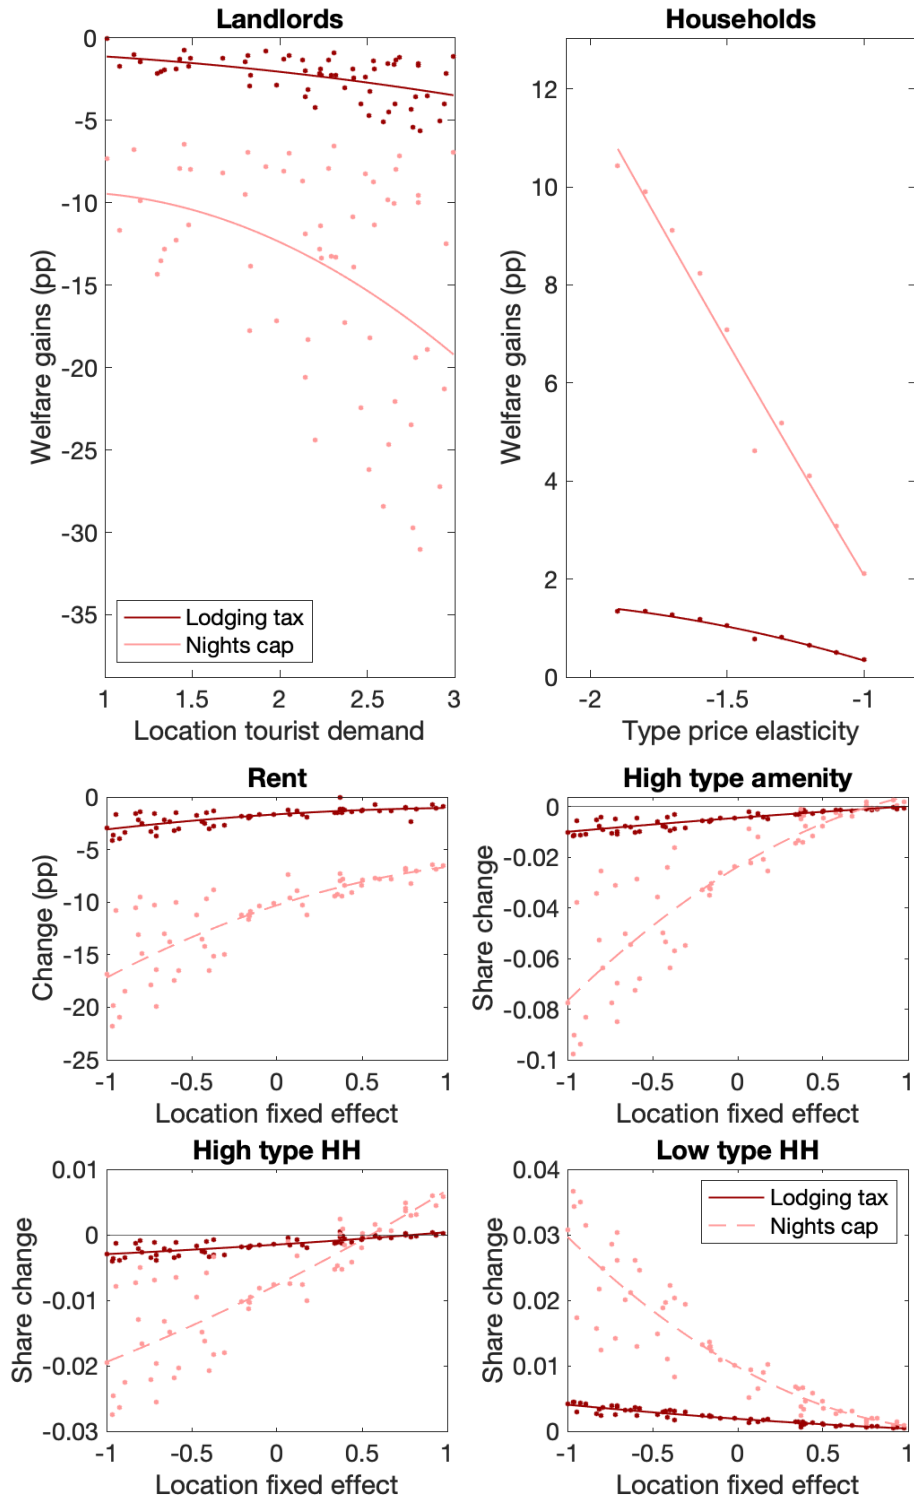 Landlords
Welfare gains (pp)
0
-5
-10
-15
-20
-25
-30
-35
Lodging tax
Nights cap
1 1.5 2 2.5 3
Location tourist demand
Households
Welfare gains (pp)
12
10
8
6
4
2
0
-2 -1.5 -1
Type price elasticity
Rent
Change (pp)
0
-5
-10
-15
-20
-25
-1 -0.5 0 0.5 1
Location fixed effect
High type amenity
Share change
0
-0.02
-0.04
-0.06
-0.08
-0.1
-1 -0.5 0 0.5 1
Location fixed effect
High type HH
Share change
0.01
0
-0.01
-0.02
-0.03
-1 -0.5 0 0.5 1
Location fixed effect
Low type HH
Share change
0.04
0.03
0.02
0.01
0
Lodging tax
Nights cap
-1 -0.5 0 0.5 1
Location fixed effect